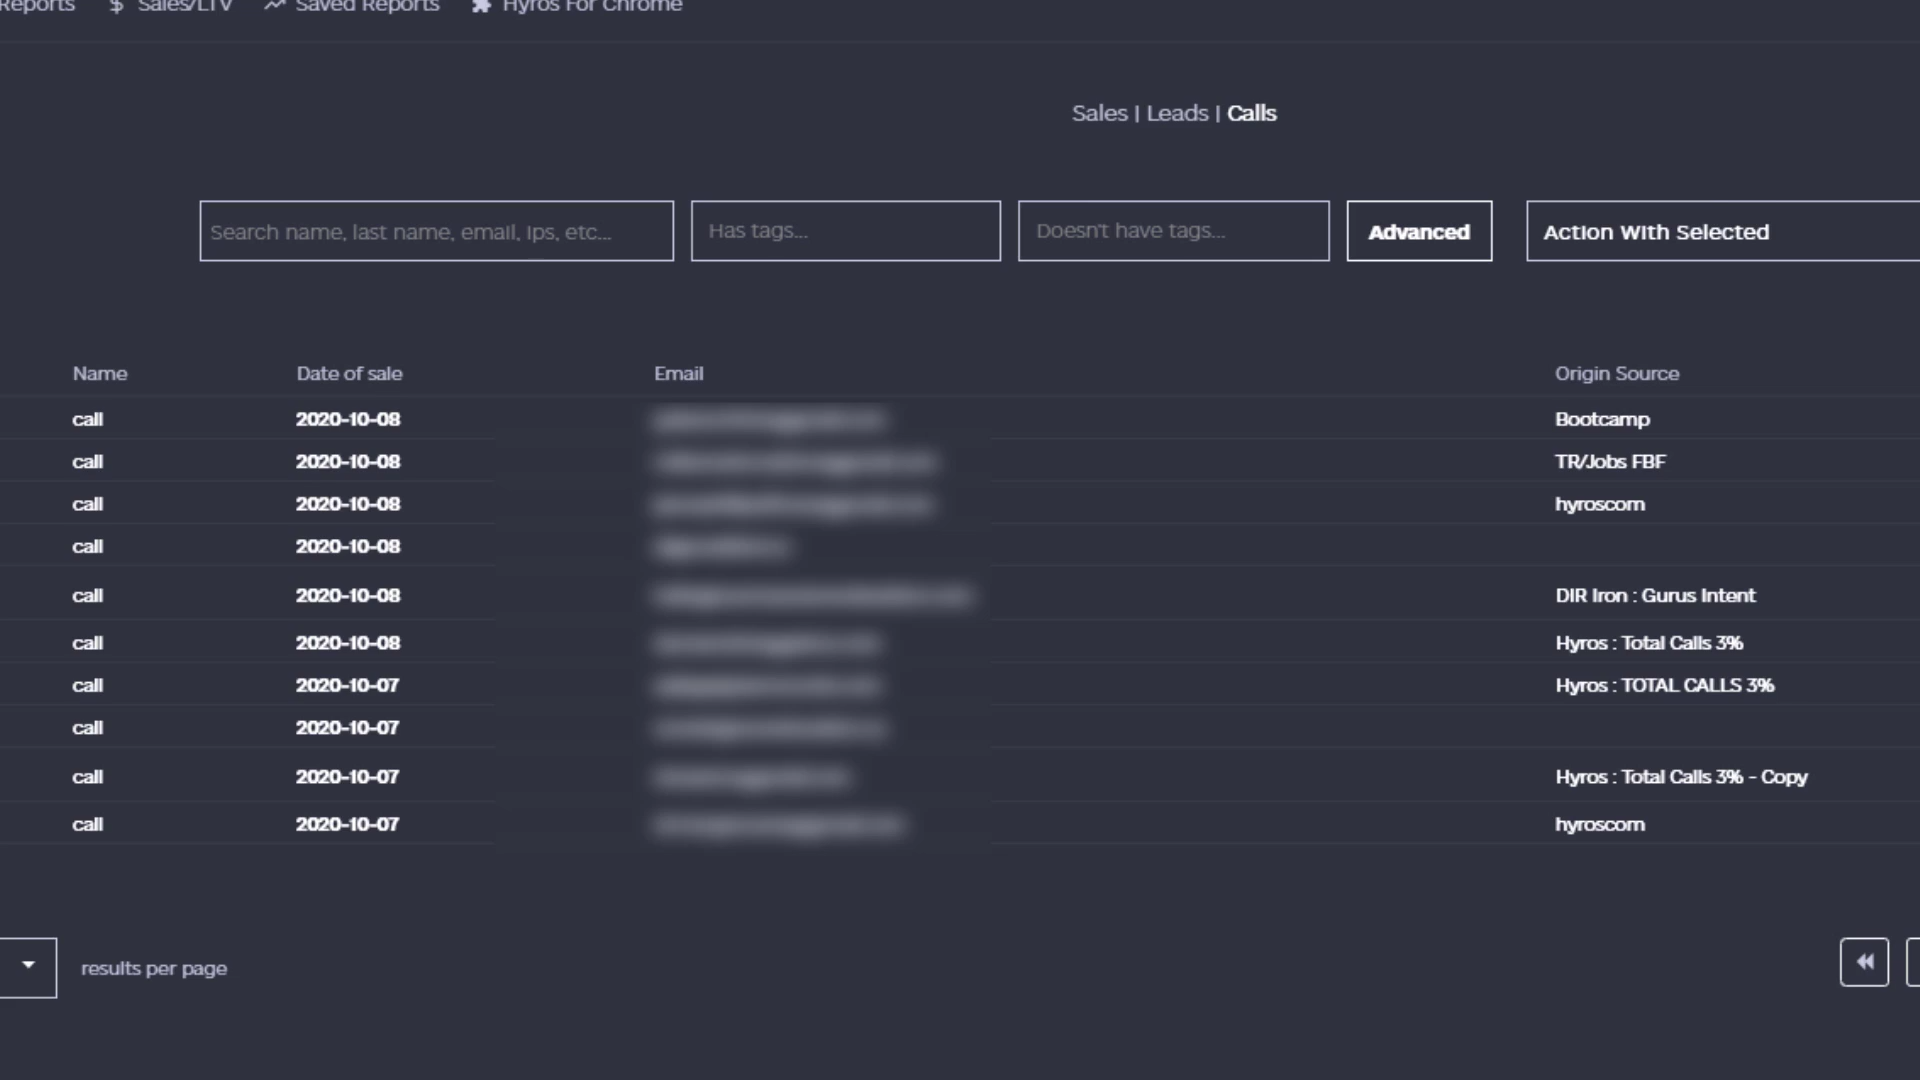 Reports $ Sales/LTV Saved Reports Hyros For Chrome
Sales | Leads | Calls
Search name, last name, email, ips, etc...
Has tags...
Doesn't have tags...
Advanced
Action With Selected
Name Date of sale Email Origin Source
call 2020-10-08 Bootcamp
call 2020-10-08 TR/Jobs FBF
call 2020-10-08 hyroscom
call 2020-10-08
call 2020-10-08 DIR Iron : Gurus Intent
call 2020-10-08 Hyros : Total Calls 3%
call 2020-10-07 Hyros : TOTAL CALLS 3%
call 2020-10-07
call 2020-10-07 Hyros : Total Calls 3% - Copy
call 2020-10-07 hyroscom
results per page